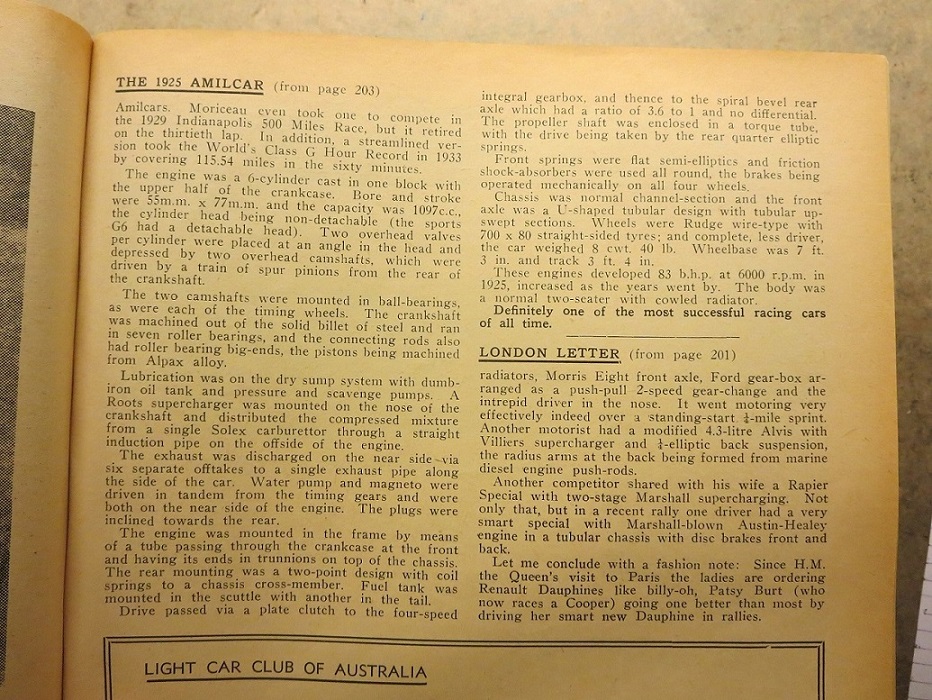 THE 1925 AMILCAR (from page 203)
Amilcars. Moriceau even took one to compete in
the 1929 Indianapolis 500 Miles Race, but it retired
on the thirtieth lap. In addition, a streamlined ver-
sion took the World's Class G Hour Record in 1933
by covering 115.54 miles in the sixty minutes.
The engine was a 6-cylinder cast in one block with
the upper half of the crankcase. Bore and stroke
were 55m.m. x 77m.m. and the capacity was 1097c.c.,
the cylinder head being non-detachable (the sports
G6 had a detachable head). Two overhead valves
per cylinder were placed at an angle in the head and
depressed by two overhead camshafts, which were
driven by a train of spur pinions from the rear of
the crankshaft.
The two camshafts were mounted in ball-bearings,
as were each of the timing wheels. The crankshaft
was machined out of the solid billet of steel and ran
in seven roller bearings, and the connecting rods also
had roller bearing big-ends, the pistons being machined
from Alpax alloy.
Lubrication was on the dry sump system with dumb-
iron oil tank and pressure and scavenge pumps. A
Roots supercharger was mounted on the nose of the
crankshaft and distributed the compressed mixture
from a single Solex carburettor through a straight
induction pipe on the offside of the engine.
The exhaust was discharged on the near side via
six separate offtakes to a single exhaust pipe along
the side of the car. Water pump and magneto were
driven in tandem from the timing gears and were
both on the near side of the engine. The plugs were
inclined towards the rear.
The engine was mounted in the frame by means
of a tube passing through the crankcase at the front
and having its ends in trunnions on top of the chassis.
The rear mounting was a two-point design with coil
springs to a chassis cross-member. Fuel tank was
mounted in the scuttle with another in the tail.
Drive passed via a plate clutch to the four-speed
integral gearbox, and thence to the spiral bevel rear
axle which had a ratio of 3.6 to 1 and no differential.
The propeller shaft was enclosed in a torque tube,
with the drive being taken by the rear quarter elliptic
springs.
Front springs were flat semi-elliptics and friction
shock-absorbers were used all round, the brakes being
operated mechanically on all four wheels.
Chassis was normal channel-section and the front
axle was a U-shaped tubular design with tubular up-
swept sections. Wheels were Rudge wire-type with
700 x 80 straight-sided tyres; and complete, less driver,
the car weighed 8 cwt. 40 lb. Wheelbase was 7 ft.
3 in. and track 3 ft. 4 in.
These engines developed 83 b.h.p. at 6000 r.p.m. in
1925, increased as the years went by. The body was
a normal two-seater with cowled radiator.
Definitely one of the most successful racing cars
of all time.
LONDON LETTER (from page 201)
radiators, Morris Eight front axle, Ford gear-box ar-
ranged as a push-pull 2-speed gear-change and the
intrepid driver in the nose. It went motoring very
effectively indeed over a standing-start ¼-mile sprint.
Another motorist had a modified 4.3-litre Alvis with
Villiers supercharger and ¼-elliptic back suspension,
the radius arms at the back being formed from marine
diesel engine push-rods.
Another competitor shared with his wife a Rapier
Special with two-stage Marshall supercharging. Not
only that, but in a recent rally one driver had a very
smart special with Marshall-blown Austin-Healey
engine in a tubular chassis with disc brakes front and
back.
Let me conclude with a fashion note: Since H.M.
the Queen's visit to Paris the ladies are ordering
Renault Dauphines like billy-oh, Patsy Burt (who
now races a Cooper) going one better than most by
driving her smart new Dauphine in rallies.
LIGHT CAR CLUB OF AUSTRALIA